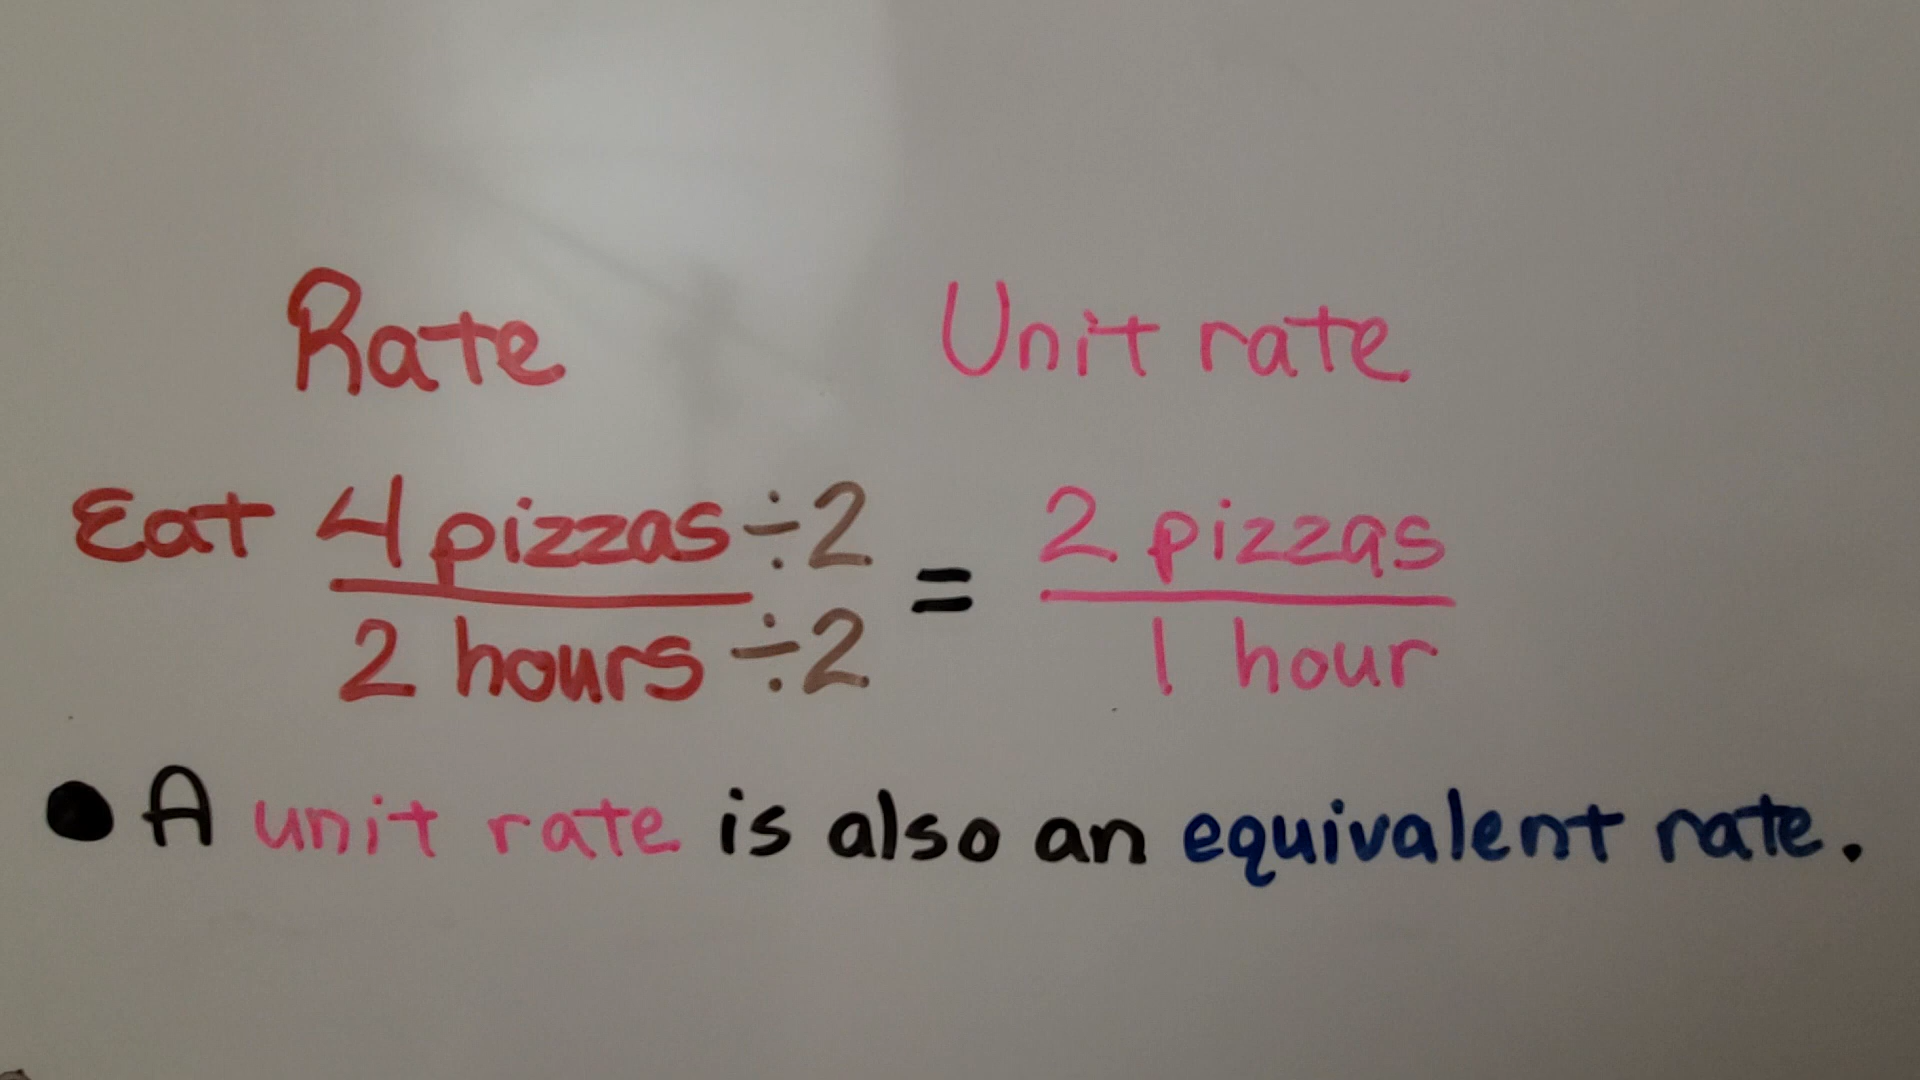 Rate Unit rate
Eat 4 pizzas ÷2 = 2 pizzas
2 hours ÷2 1 hour
● A unit rate is also an equivalent rate.